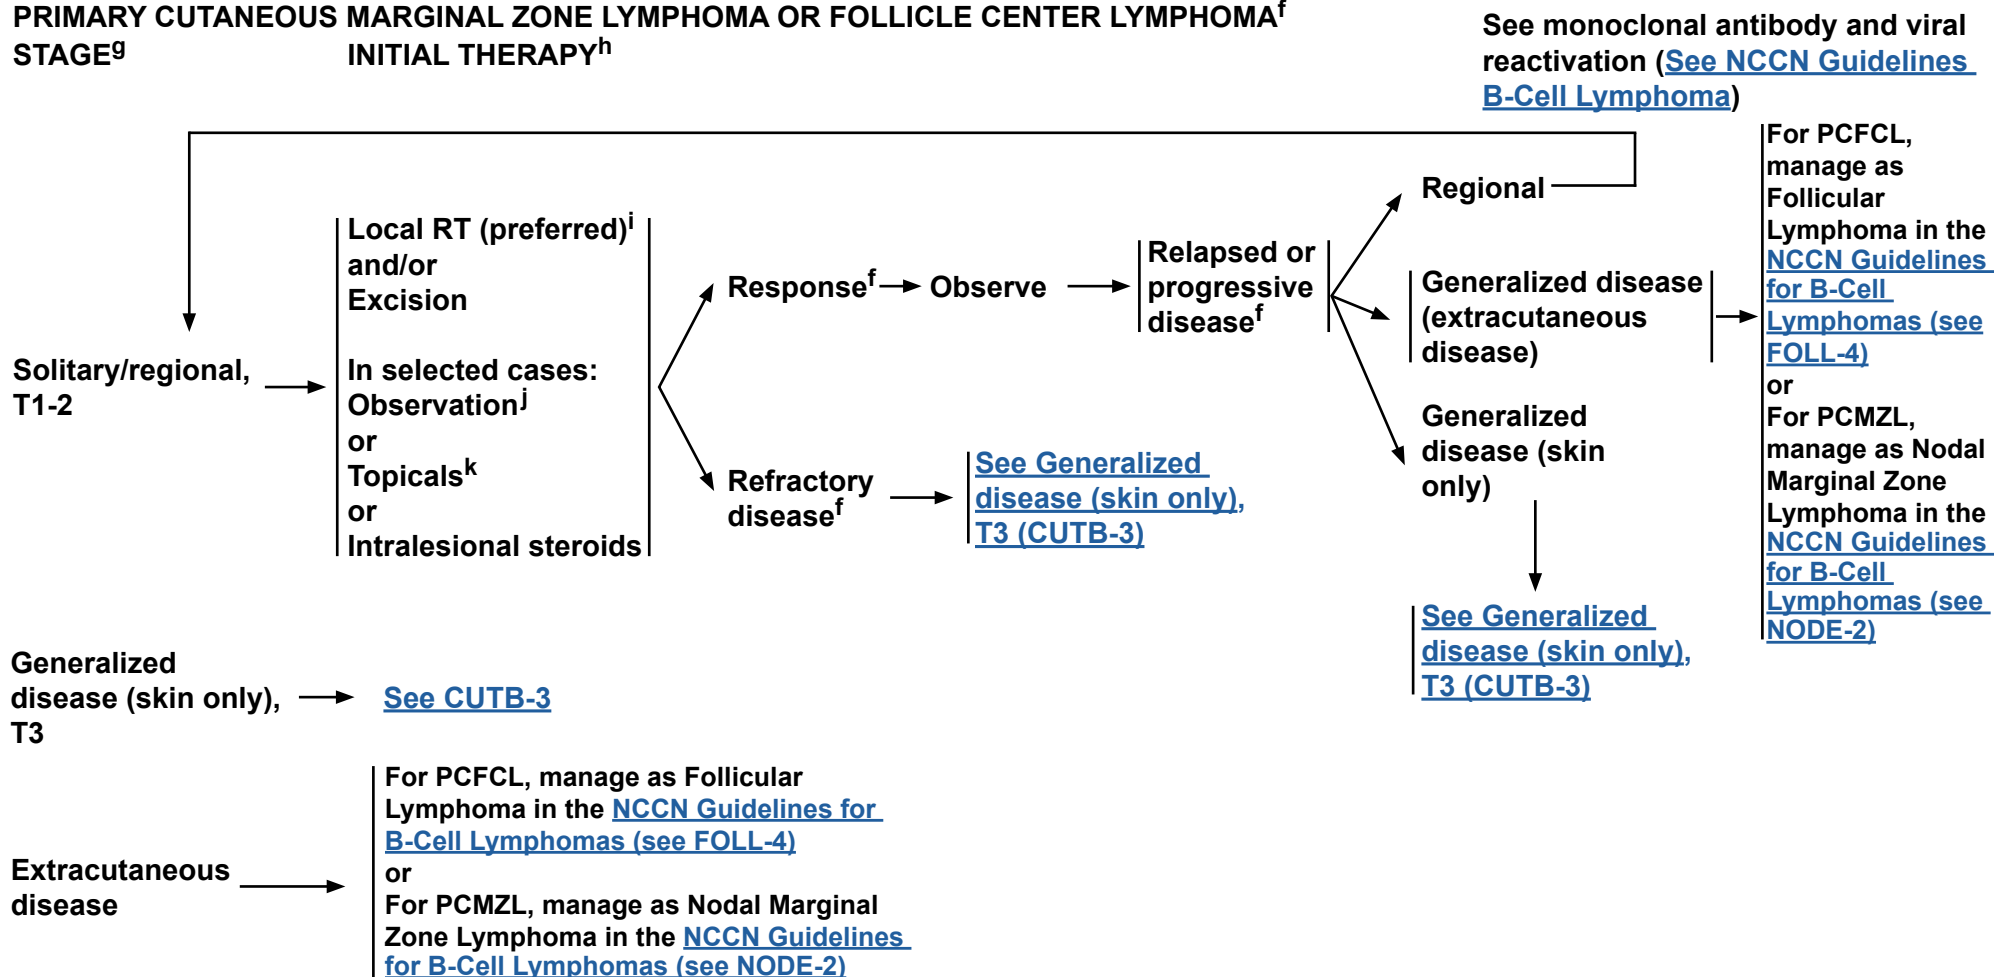 PRIMARY CUTANEOUS MARGINAL ZONE LYMPHOMA OR FOLLICLE CENTER LYMPHOMAf
STAGEg
INITIAL THERAPYh
See monoclonal antibody and viral
reactivation (See NCCN Guidelines
B-Cell Lymphoma)
Solitary/regional,
T1-2
Local RT (preferred)i
and/or
Excision
In selected cases:
Observationj
or
Topicalsk
or
Intralesional steroids
Responsef
Observe
Relapsed or
progressive
diseasef
Refractory
diseasef
See Generalized
disease (skin only),
T3 (CUTB-3)
Regional
Generalized disease
(extracutaneous
disease)
Generalized
disease (skin
only)
See Generalized
disease (skin only),
T3 (CUTB-3)
For PCFCL,
manage as
Follicular
Lymphoma in the
NCCN Guidelines
for B-Cell
Lymphomas (see
FOLL-4)
or
For PCMZL,
manage as Nodal
Marginal Zone
Lymphoma in the
NCCN Guidelines
for B-Cell
Lymphomas (see
NODE-2)
Generalized
disease (skin only),
T3
See CUTB-3
Extracutaneous
disease
For PCFCL, manage as Follicular
Lymphoma in the NCCN Guidelines for
B-Cell Lymphomas (see FOLL-4)
or
For PCMZL, manage as Nodal Marginal
Zone Lymphoma in the NCCN Guidelines
for B-Cell Lymphomas (see NODE-2)